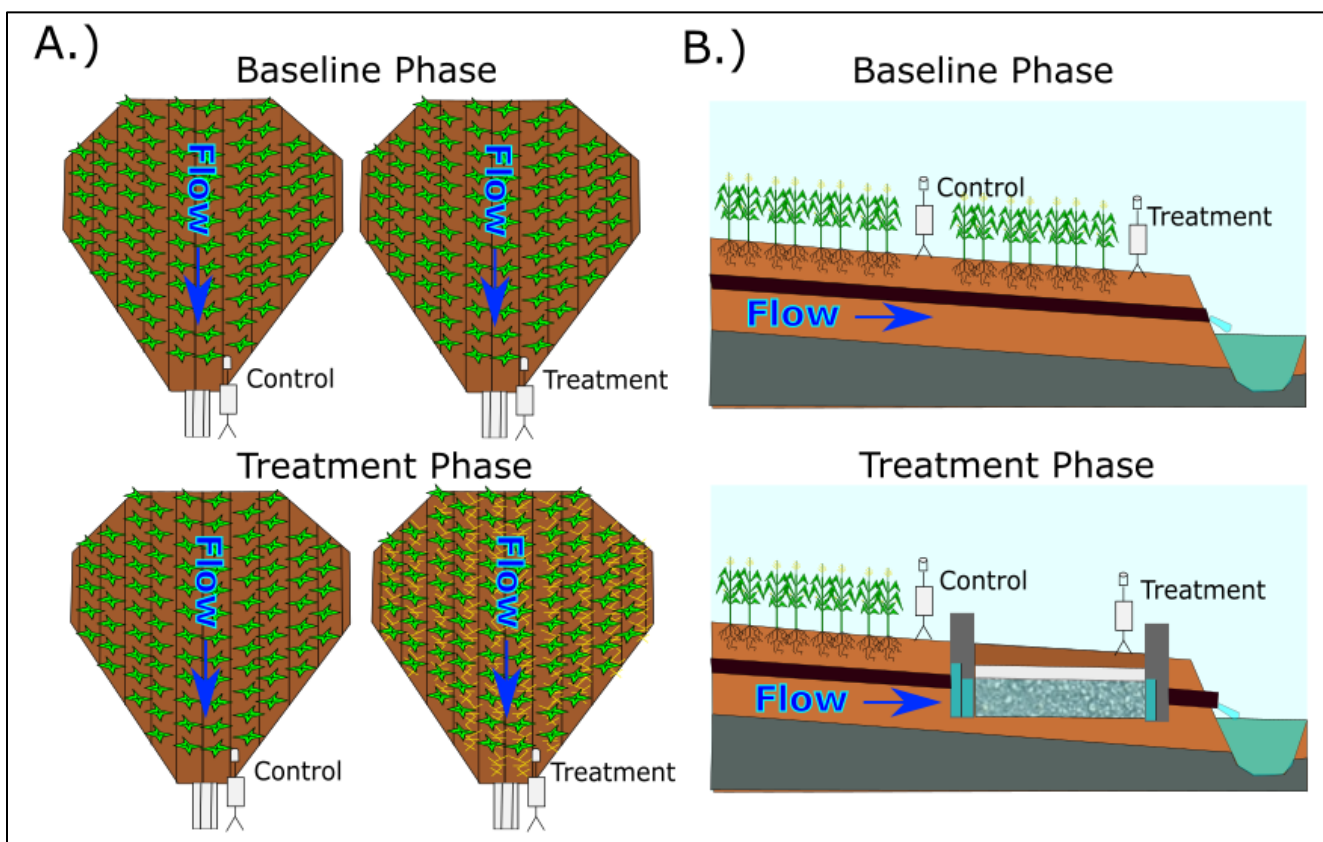 A.)
Baseline Phase
Flow
Flow
Control
Treatment
Treatment Phase
Flow
Flow
Control
Treatment
B.)
Baseline Phase
Control
Treatment
Flow
Treatment Phase
Control
Treatment
Flow